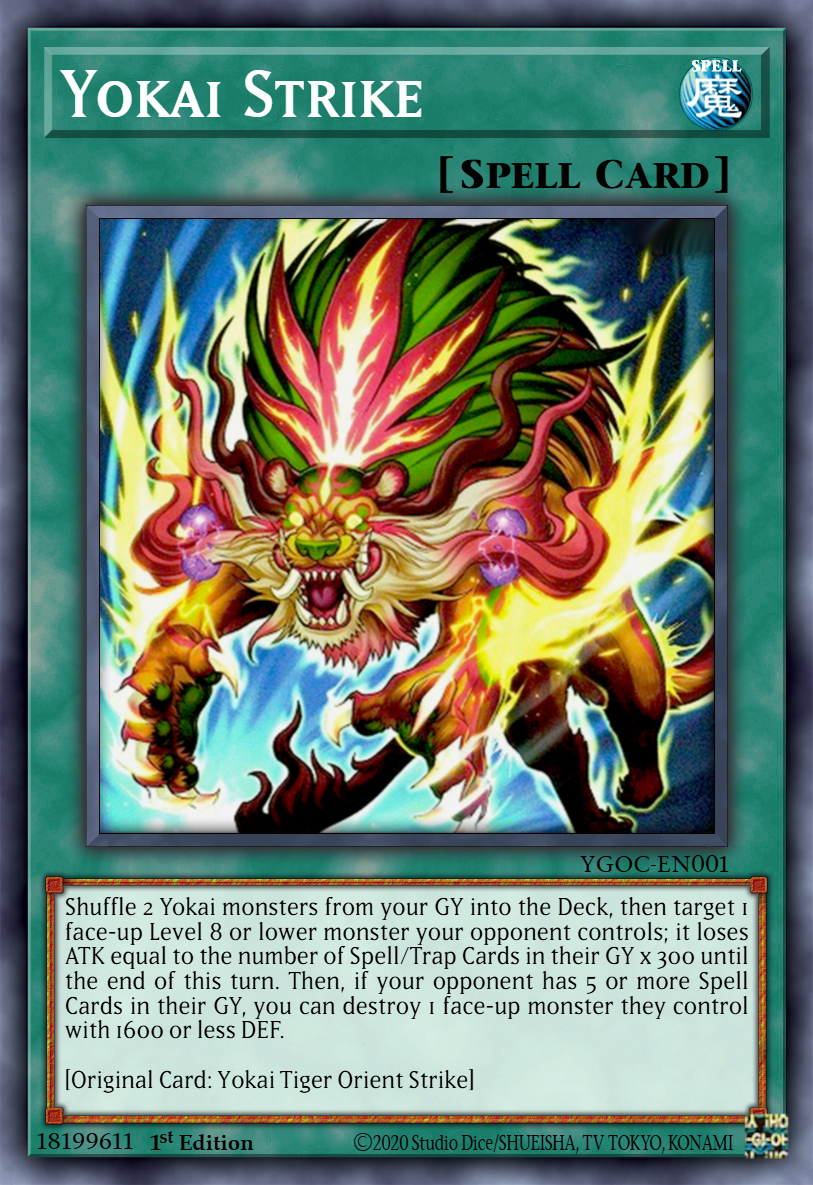 Yokai Strike
SPELL
魔
[Spell Card]
YGOC-EN001
Shuffle 2 Yokai monsters from your GY into the Deck, then target 1
face-up Level 8 or lower monster your opponent controls; it loses
ATK equal to the number of Spell/Trap Cards in their GY x 300 until
the end of this turn. Then, if your opponent has 5 or more Spell
Cards in their GY, you can destroy 1 face-up monster they control
with 1600 or less DEF.
[Original Card: Yokai Tiger Orient Strike]
18199611 1st Edition ©2020 Studio Dice/SHUEISHA, TV TOKYO, KONAMI